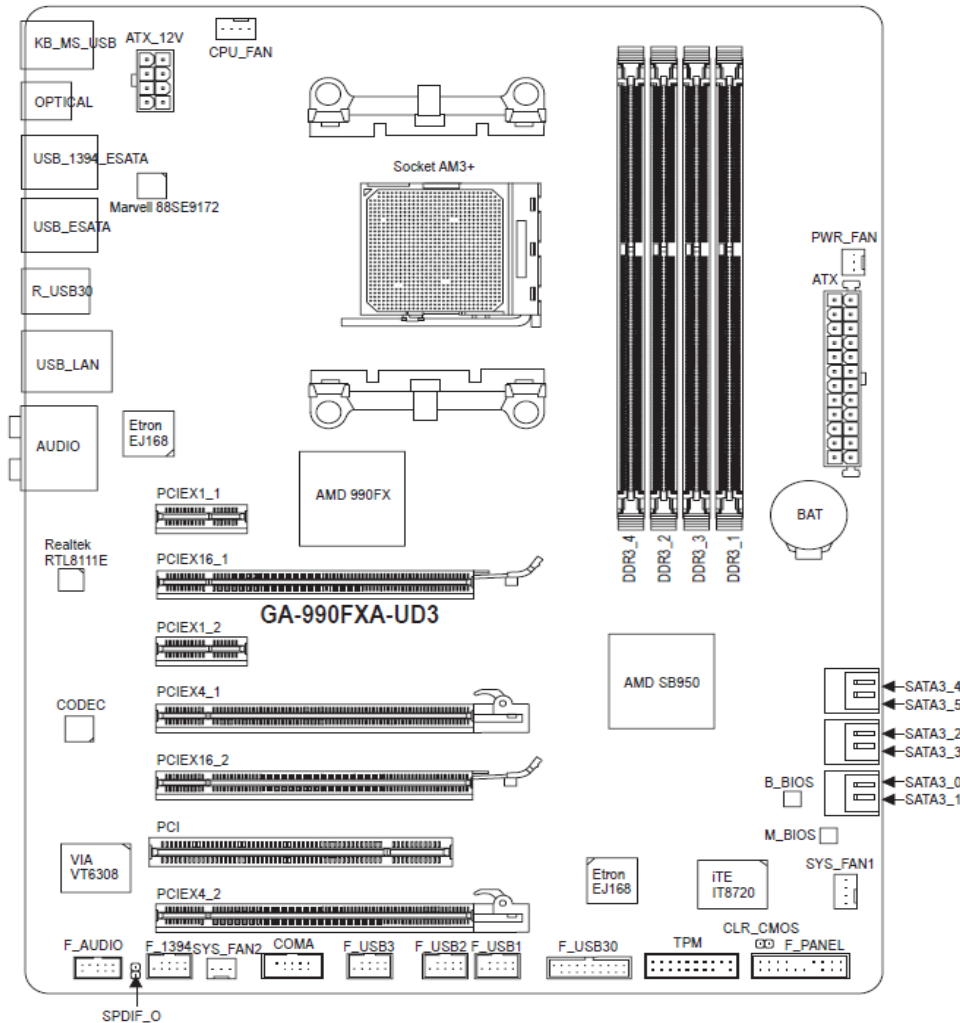 KB_MS_USB
ATX_12V
CPU_FAN
OPTICAL
USB_1394_ESATA
Socket AM3+
Marvell 88SE9172
USB_ESATA
PWR_FAN
R_USB30
ATX
USB_LAN
AUDIO
Etron
EJ168
PCIEX1_1
AMD 990FX
BAT
Realtek
RTL8111E
DDR3_4
DDR3_2
DDR3_3
DDR3_1
PCIEX16_1
GA-990FXA-UD3
PCIEX1_2
AMD SB950
PCIEX4_1
CODEC
SATA3_4
SATA3_5
SATA3_2
SATA3_3
PCIEX16_2
B_BIOS
SATA3_0
SATA3_1
PCI
M_BIOS
VIA
VT6308
Etron
EJ168
iTE
IT8720
SYS_FAN1
PCIEX4_2
CLR_CMOS
F_AUDIO
F_1394
SYS_FAN2
COMA
F_USB3
F_USB2
F_USB1
F_USB30
TPM
F_PANEL
SPDIF_O